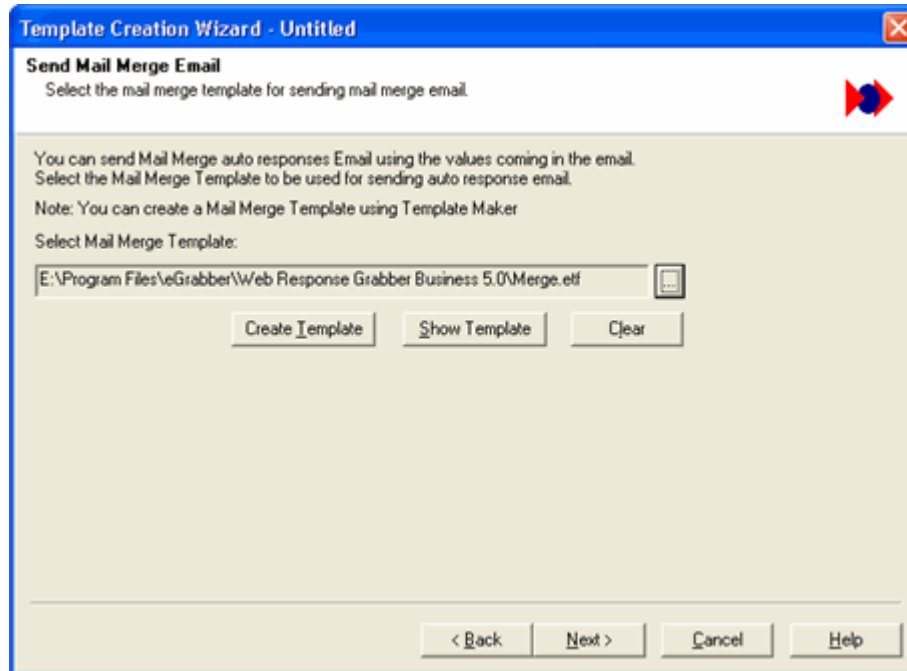 Template Creation Wizard - Untitled
Send Mail Merge Email
Select the mail merge template for sending mail merge email.
You can send Mail Merge auto responses Email using the values coming in the email.
Select the Mail Merge Template to be used for sending auto response email.
Note: You can create a Mail Merge Template using Template Maker
Select Mail Merge Template:
E:\Program Files\eGrabber\Web Response Grabber Business 5.0\Merge.etf ...
Create Template Show Template Clear
< Back Next > Cancel Help